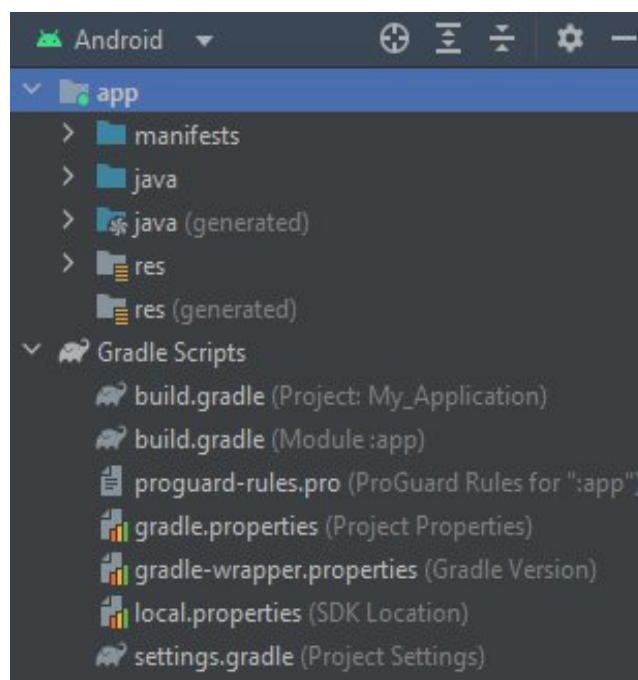 Android
app
manifests
java
java (generated)
res
res (generated)
Gradle Scripts
build.gradle (Project: My_Application)
build.gradle (Module :app)
proguard-rules.pro (ProGuard Rules for ":app")
gradle.properties (Project Properties)
gradle-wrapper.properties (Gradle Version)
local.properties (SDK Location)
settings.gradle (Project Settings)